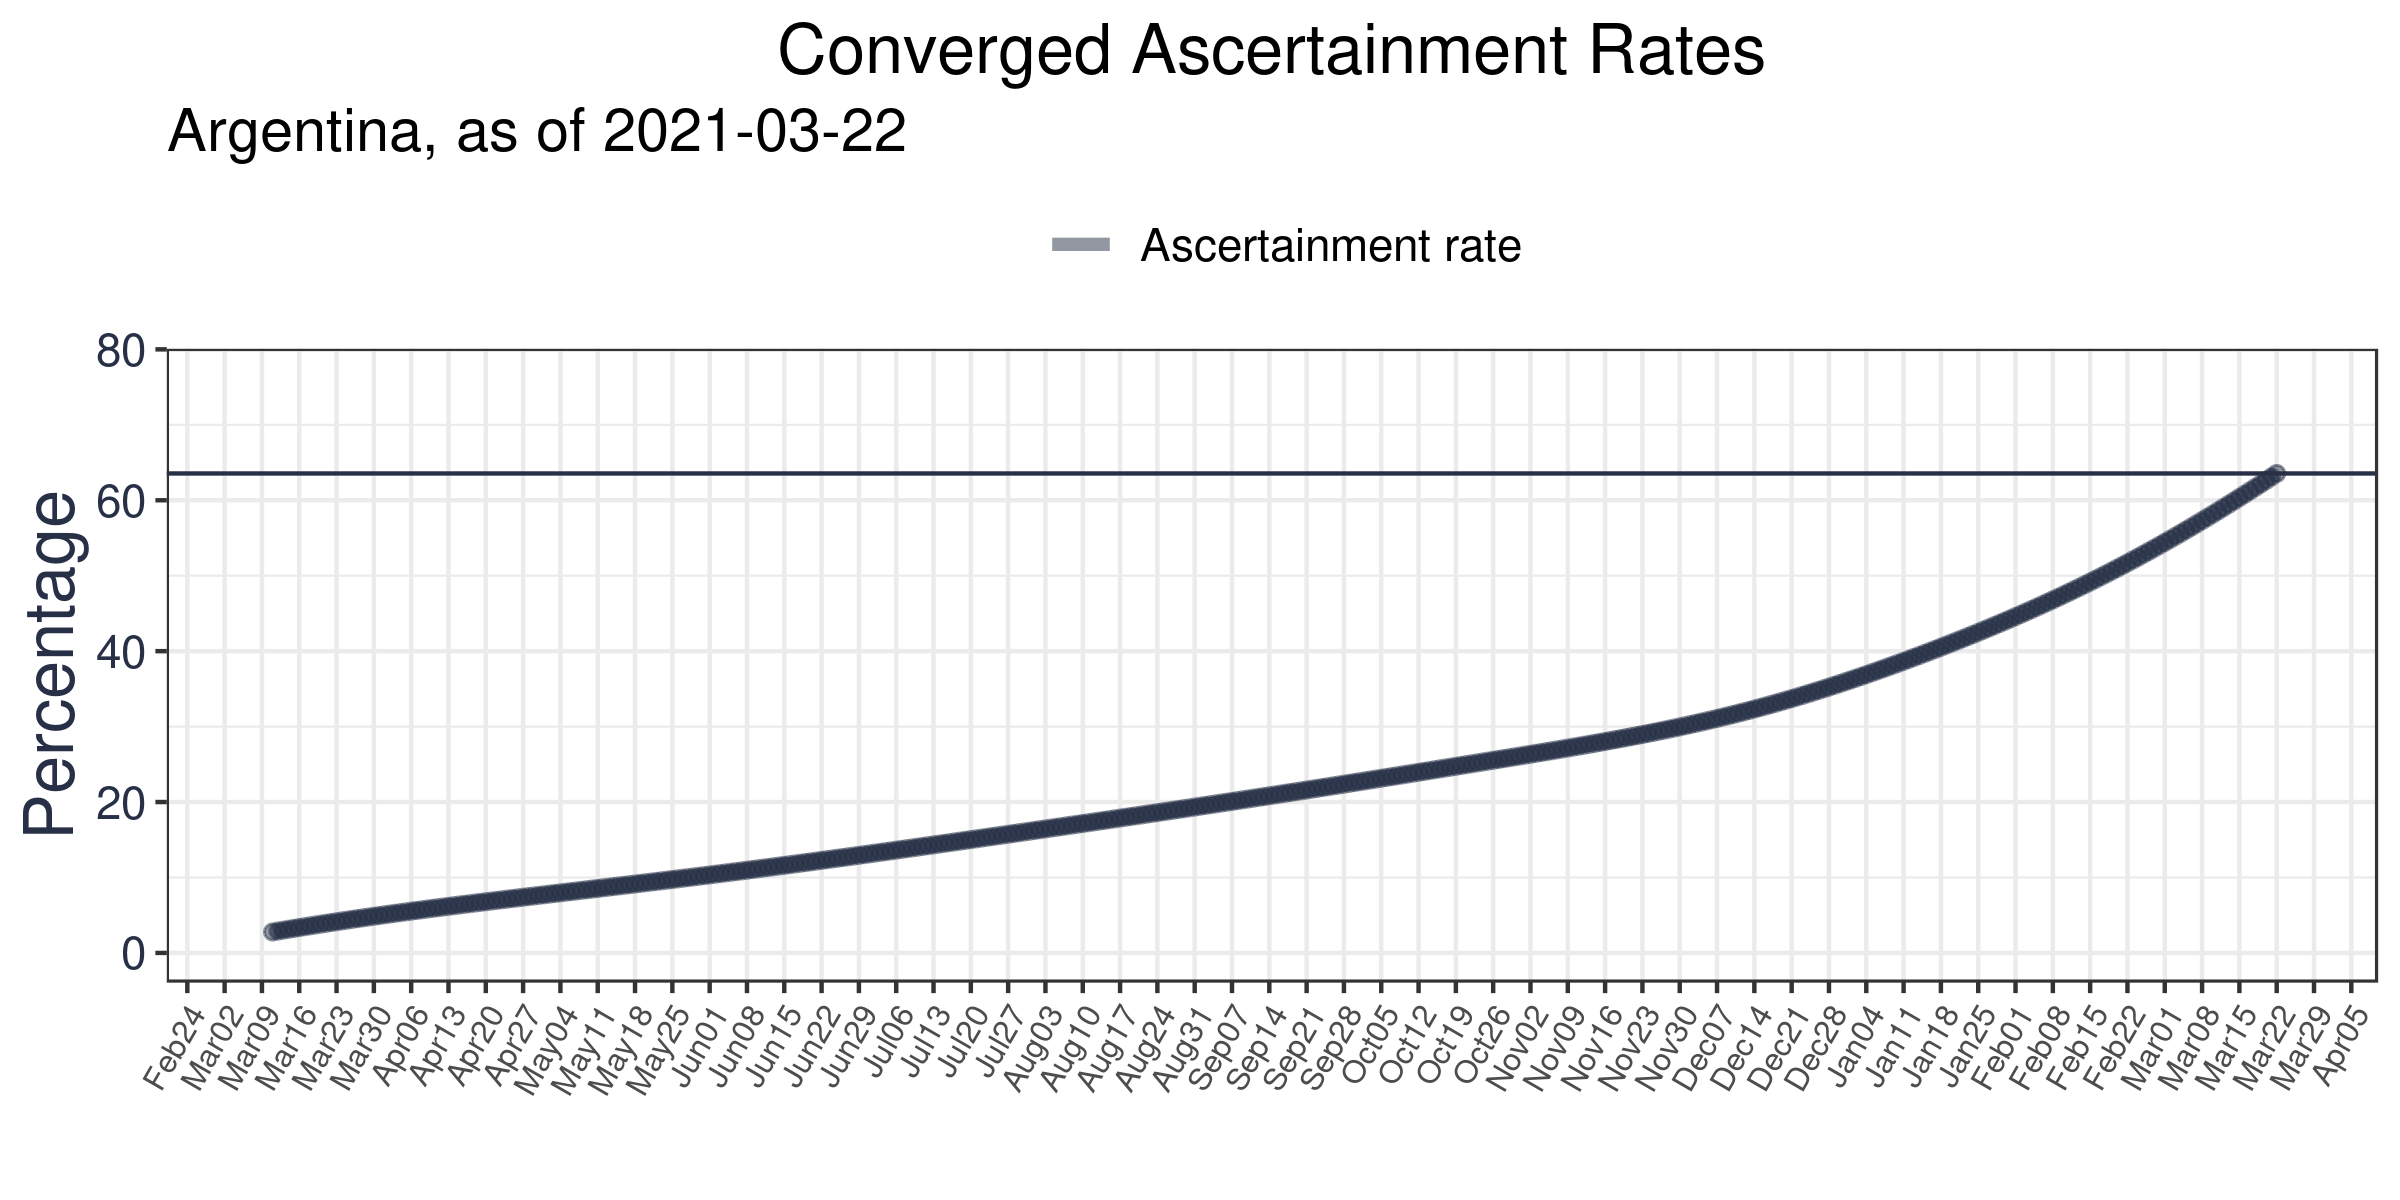 Converged Ascertainment Rates
Argentina, as of 2021-03-22
Ascertainment rate
Percentage
80
60
40
20
0
Feb24
Mar02
Mar09
Mar16
Mar23
Mar30
Apr06
Apr13
Apr20
Apr27
May04
May11
May18
May25
Jun01
Jun08
Jun15
Jun22
Jun29
Jul06
Jul13
Jul20
Jul27
Aug03
Aug10
Aug17
Aug24
Aug31
Sep07
Sep14
Sep21
Sep28
Oct05
Oct12
Oct19
Oct26
Nov02
Nov09
Nov16
Nov23
Nov30
Dec07
Dec14
Dec21
Dec28
Jan04
Jan11
Jan18
Jan25
Feb01
Feb08
Feb15
Feb22
Mar01
Mar08
Mar15
Mar22
Mar29
Apr05